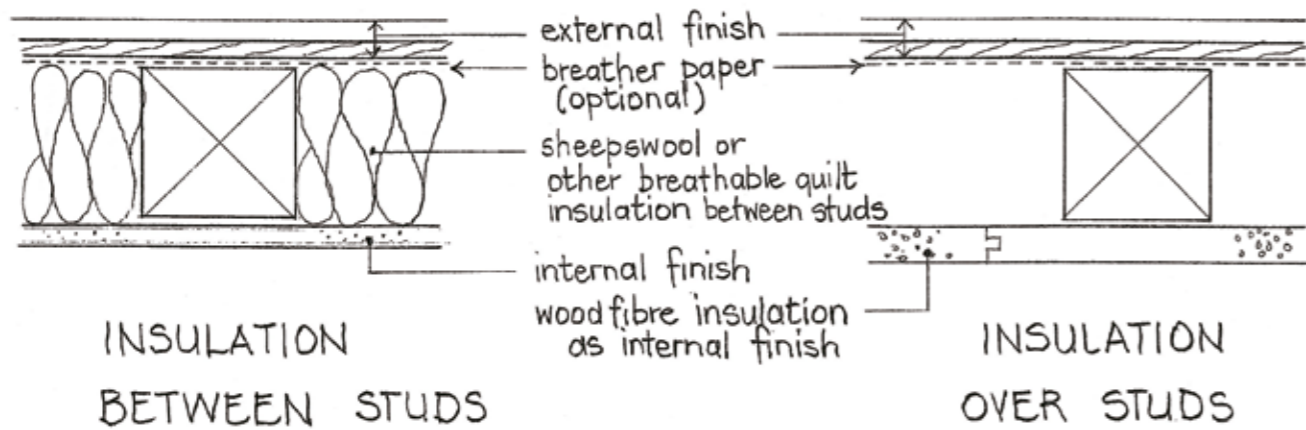 external finish
breather paper
(optional)
sheepswool or
other breathable quilt
insulation between studs
internal finish
wood fibre insulation
as internal finish
INSULATION
BETWEEN STUDS
INSULATION
OVER STUDS